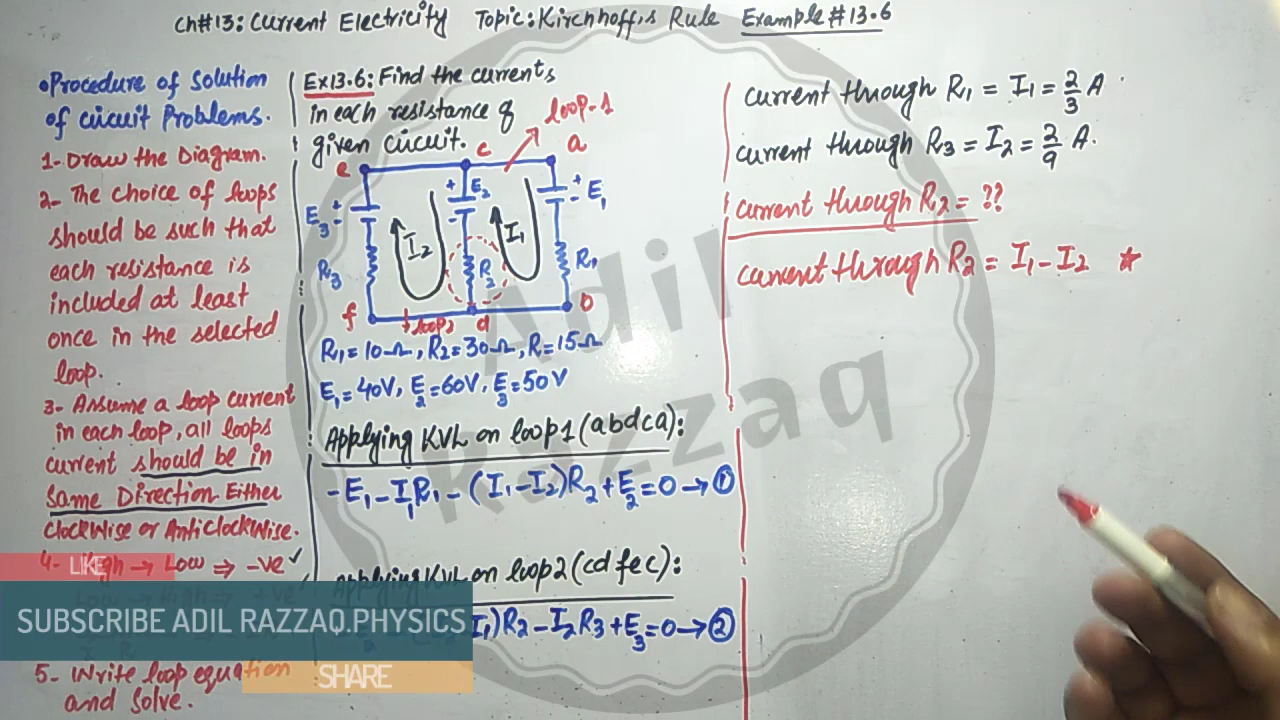 Ch#13: Current Electricity Topic: Kirchhoff,s Rule Example#13.6
•Procedure of Solution
of circuit Problems.
1- Draw the Diagram.
2- The choice of loops
should be such that
each resistance is
included at least
once in the selected
loop.
3- Assume a loop current
in each loop, all loops
current should be in
Same Direction Either
Clockwise or AntiClockWise.
→ Low ⇒ -ve ✓
5- Write loop equation
and Solve.
Ex13.6: Find the currents
in each resistance of
given circuit.
loop-1
e c a
E3 + - + E2 - + - E1
I2 I1
R3 R2 R1
f loop2 d b
R1=10Ω, R2=30Ω, R=15Ω
E1=40V, E2=60V, E3=50V
Applying KVL on loop1(abdca):
-E1-I1R1-(I1-I2)R2+E2=0→①
Applying KVL on loop2(cdfec):
I1)R2-I2R3+E3=0→②
current through R1 = I1 = 2/3 A.
current through R3 = I2 = 2/9 A.
current through R2 = ??
current through R2 = I1-I2 ★
Adil
Razzaq
LIKE
SUBSCRIBE ADIL RAZZAQ.PHYSICS
SHARE